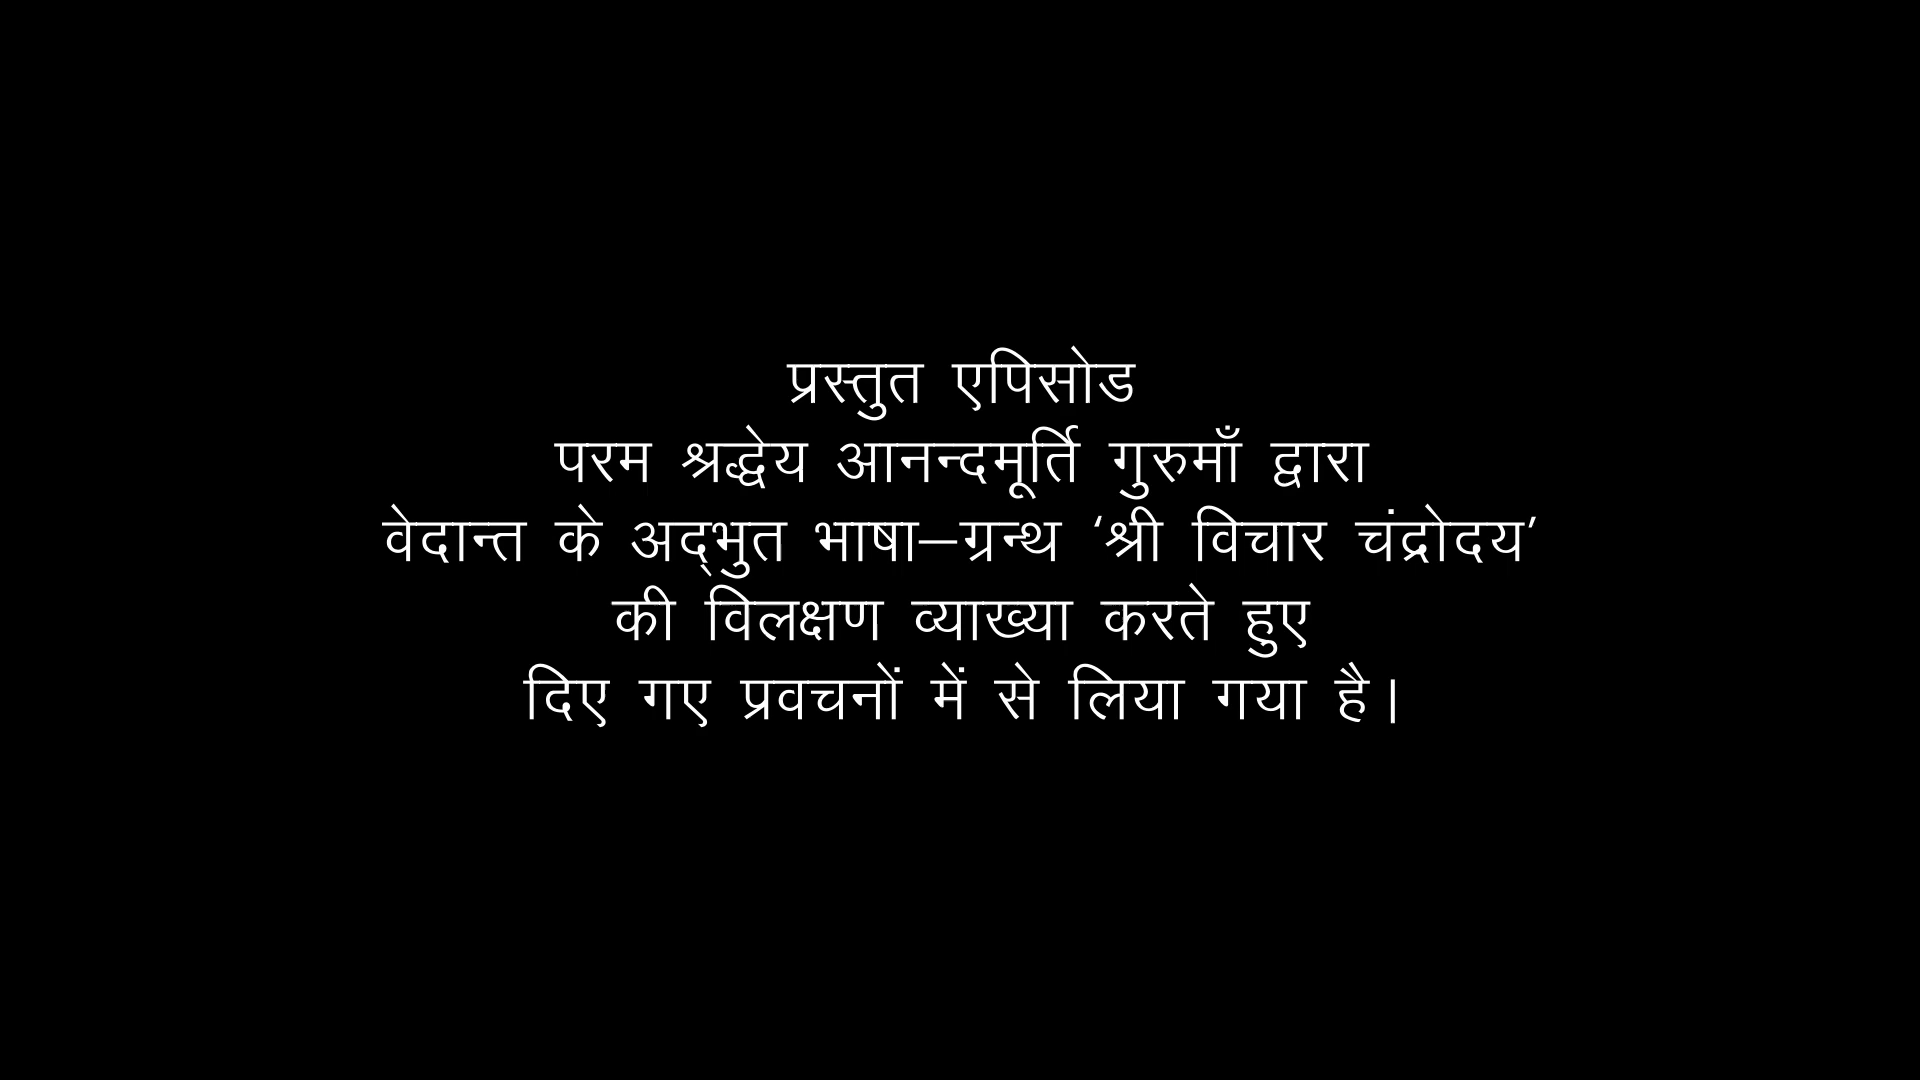 प्रस्तुत एपिसोड
परम श्रद्धेय आनन्दमूर्ति गुरुमाँ द्वारा
वेदान्त के अद्‌भुत भाषा–ग्रन्थ ‘श्री विचार चंद्रोदय’
की विलक्षण व्याख्या करते हुए
दिए गए प्रवचनों में से लिया गया है।